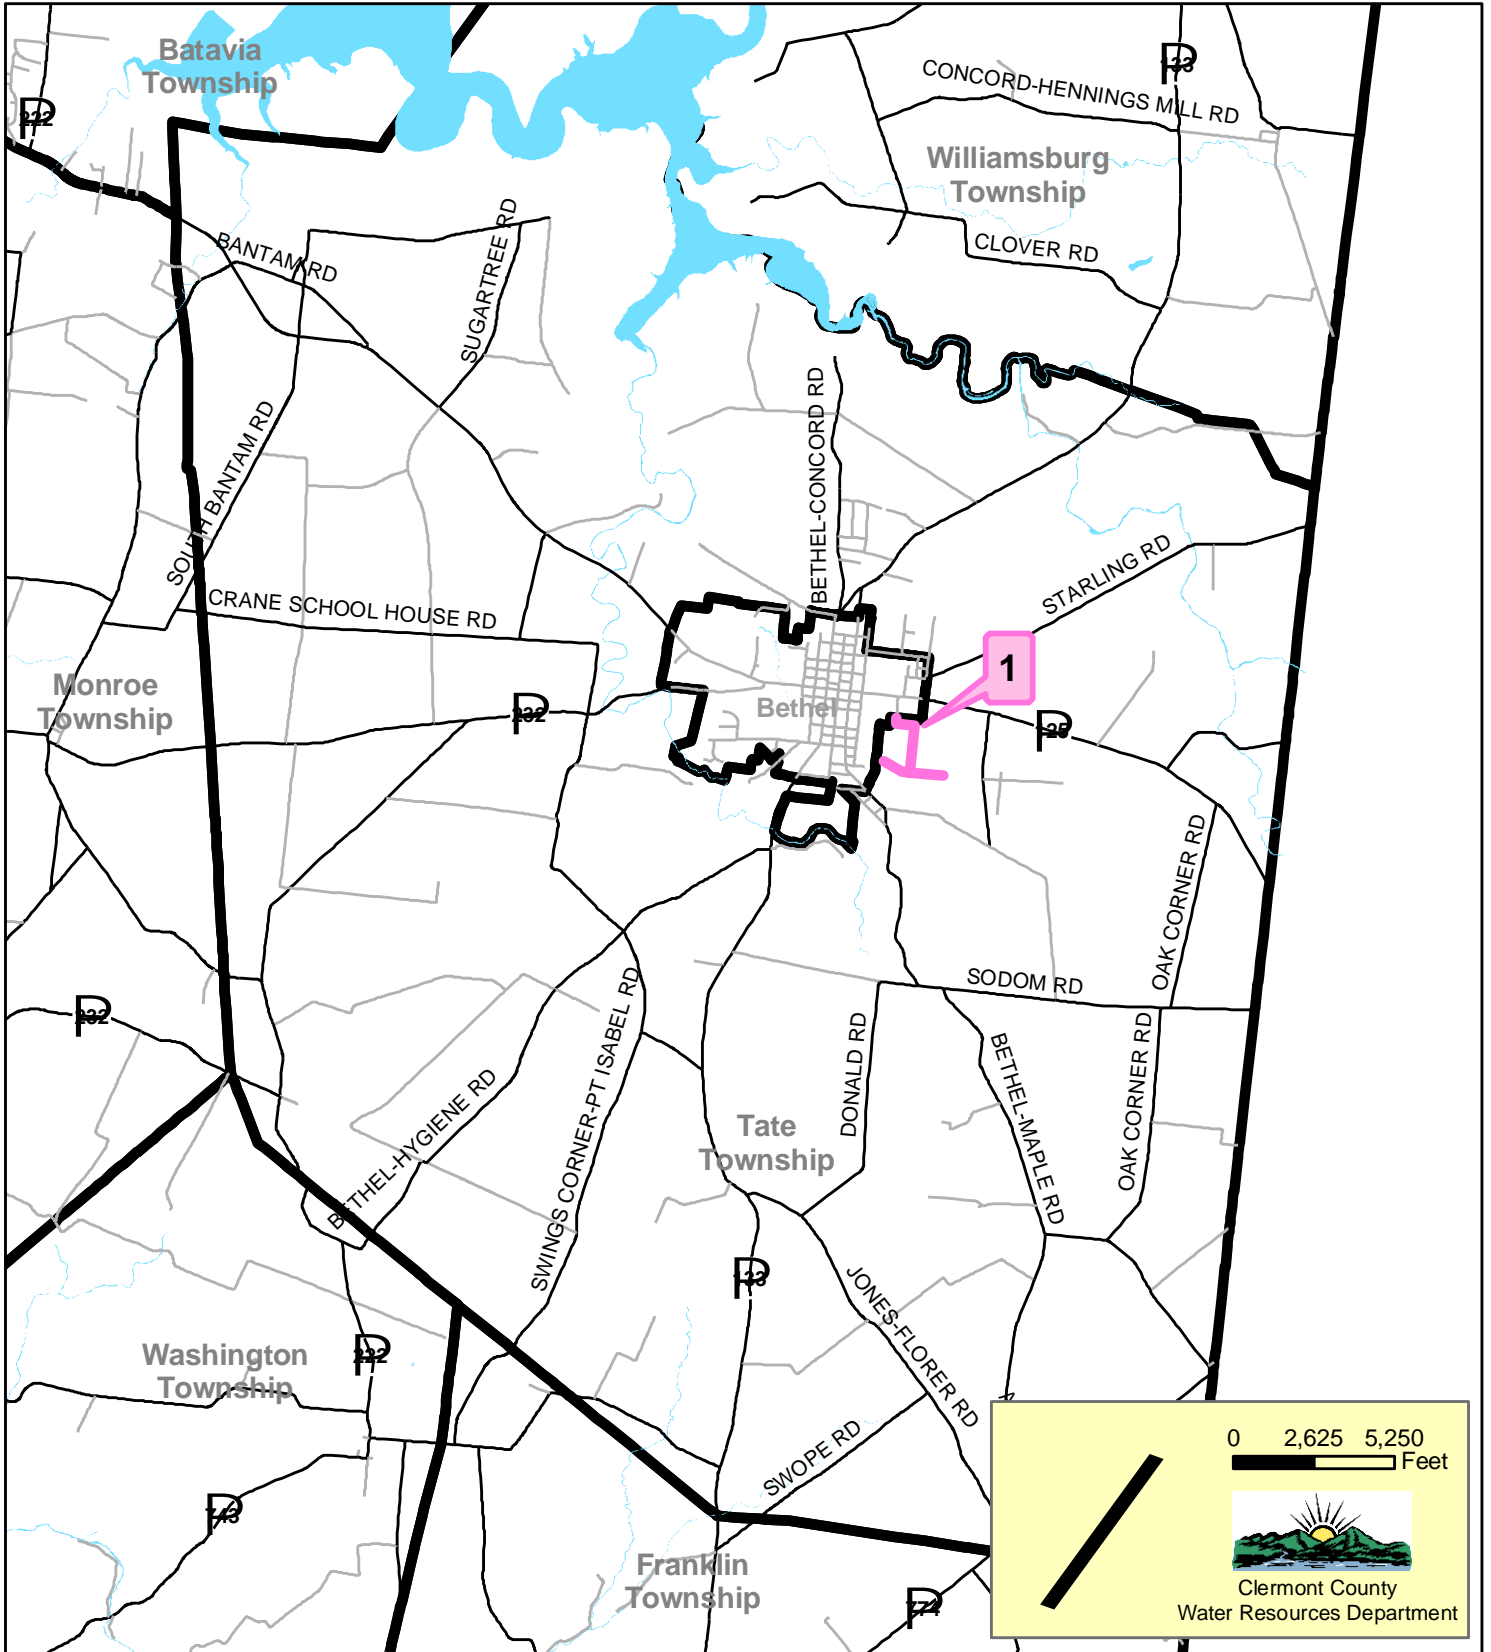 Batavia
Township
P
133
CONCORD-HENNINGS MILL RD
P
222
Williamsburg
Township
SUGARTREE RD
BANTAM RD
CLOVER RD
BETHEL-CONCORD RD
SOUTH BANTAM RD
STARLING RD
CRANE SCHOOL HOUSE RD
1
Monroe
Township
P
232
Bethel
P
125
OAK CORNER RD
SODOM RD
P
232
SWINGS CORNER-PT ISABEL RD
DONALD RD
BETHEL-MAPLE RD
OAK CORNER RD
BETHEL-HYGIENE RD
Tate
Township
P
133
JONES-FLORER RD
Washington
Township
P
222
SWOPE RD
P
743
Franklin
Township
P
774
0 2,625 5,250
Feet
Clermont County
Water Resources Department